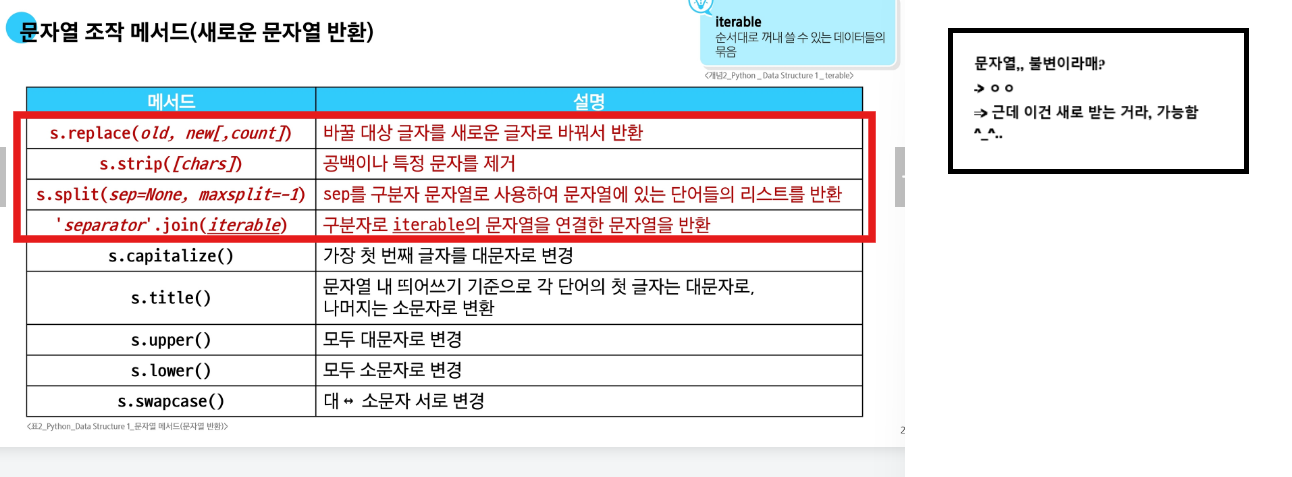 문자열 조작 메서드(새로운 문자열 반환)
iterable
순서대로 꺼내 쓸 수 있는 데이터들의
묶음
<개념2_Python _ Data Structure 1 _ terable>
메서드 설명
s.replace(old, new[,count]) 바꿀 대상 글자를 새로운 글자로 바꿔서 반환
s.strip([chars]) 공백이나 특정 문자를 제거
s.split(sep=None, maxsplit=-1) sep를 구분자 문자열로 사용하여 문자열에 있는 단어들의 리스트를 반환
'separator'.join(iterable) 구분자로 iterable의 문자열을 연결한 문자열을 반환
s.capitalize() 가장 첫 번째 글자를 대문자로 변경
s.title() 문자열 내 띄어쓰기 기준으로 각 단어의 첫 글자는 대문자로,
나머지는 소문자로 변환
s.upper() 모두 대문자로 변경
s.lower() 모두 소문자로 변경
s.swapcase() 대 ↔ 소문자 서로 변경
<표2_Python_Data Structure 1_문자열 메서드(문자열 반환)>
2
문자열,, 불변이라매?
-> ㅇㅇ
=> 근데 이건 새로 받는 거라, 가능함
^_^..